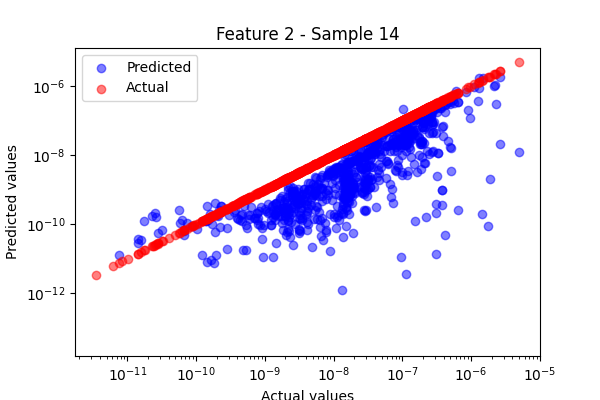 Feature 2 - Sample 14
Predicted
Actual
Predicted values
10⁻⁶
10⁻⁸
10⁻¹⁰
10⁻¹²
10⁻¹¹ 10⁻¹⁰ 10⁻⁹ 10⁻⁸ 10⁻⁷ 10⁻⁶ 10⁻⁵
Actual values